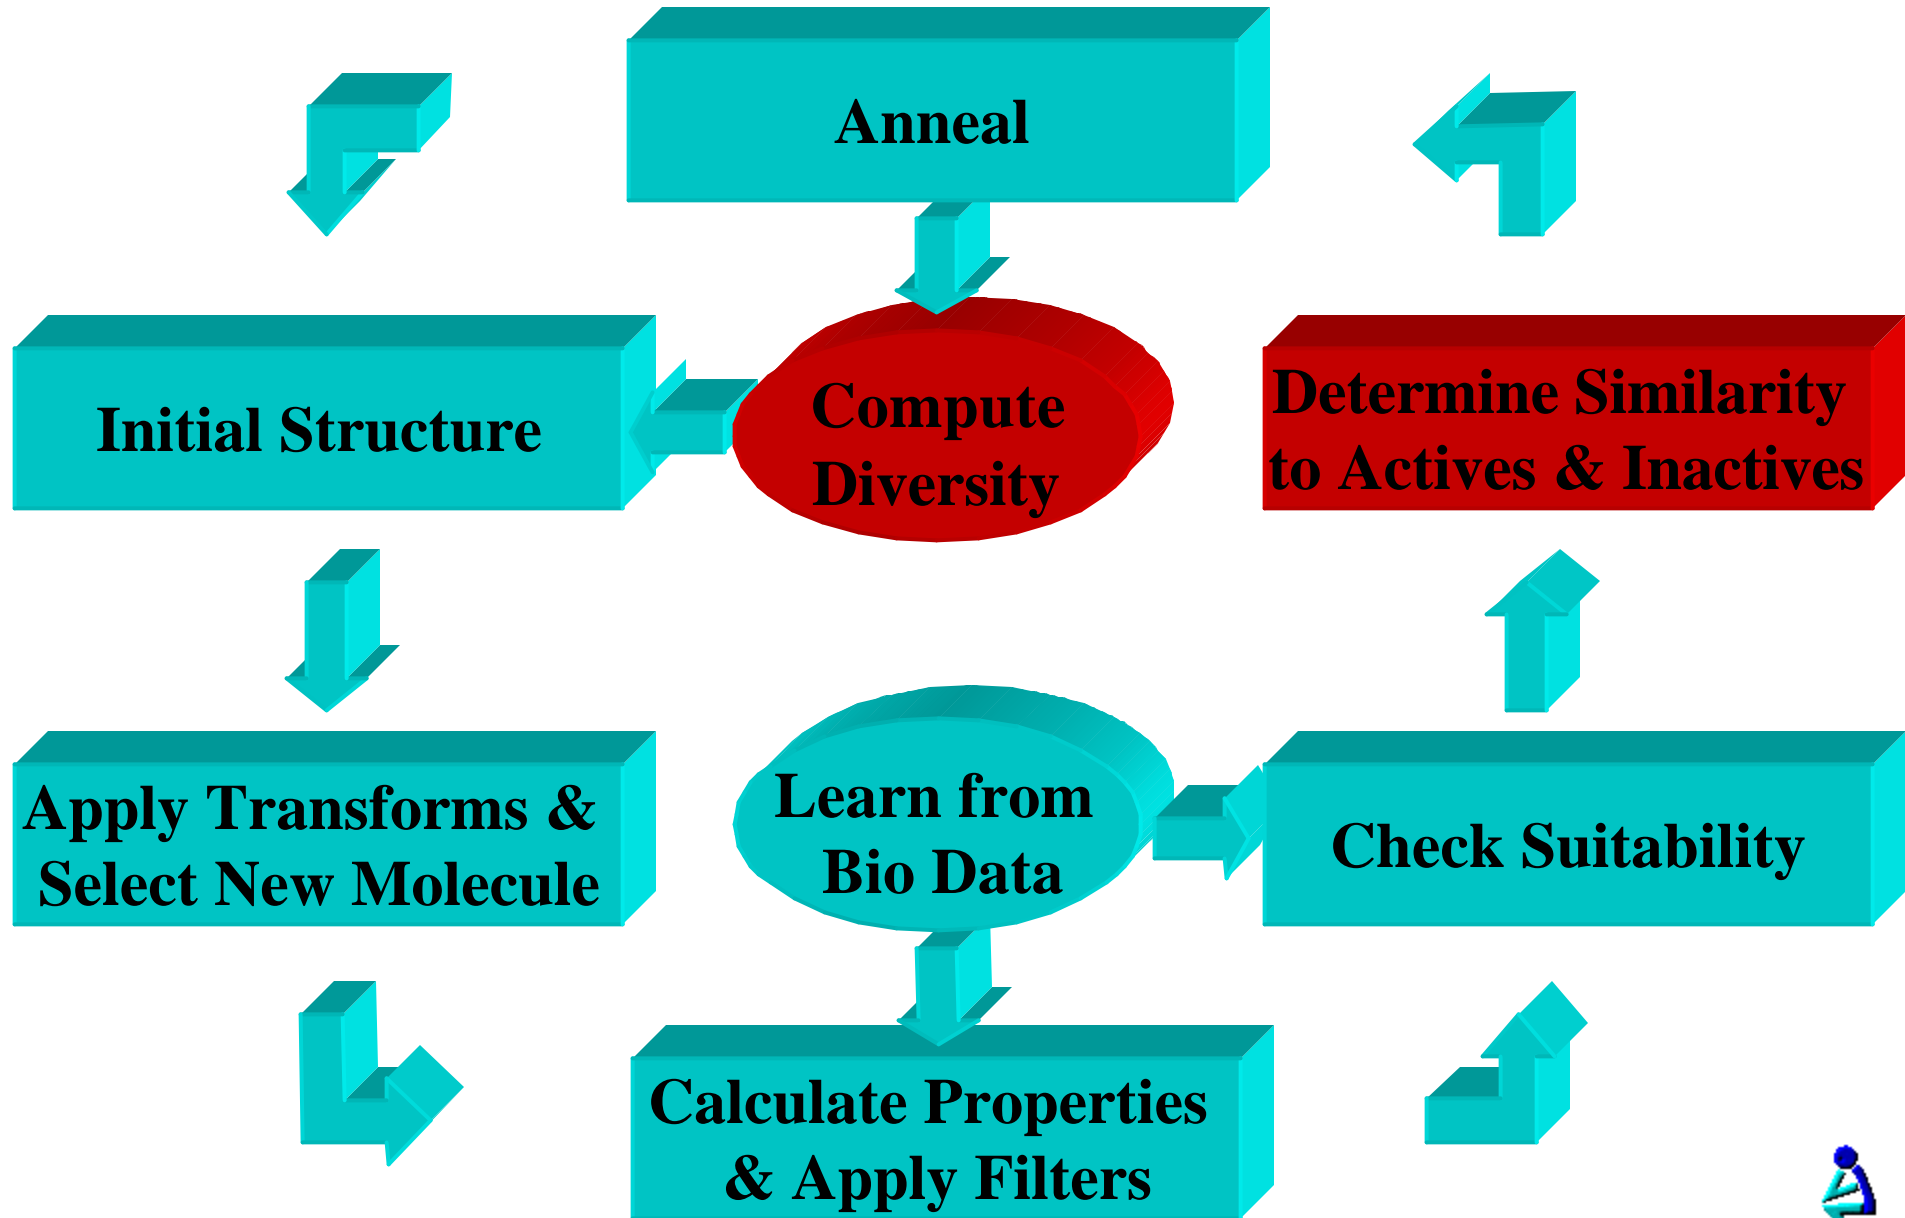 Anneal
Initial Structure
Compute
Diversity
Determine Similarity
to Actives & Inactives
Apply Transforms &
Select New Molecule
Learn from
Bio Data
Check Suitability
Calculate Properties
& Apply Filters